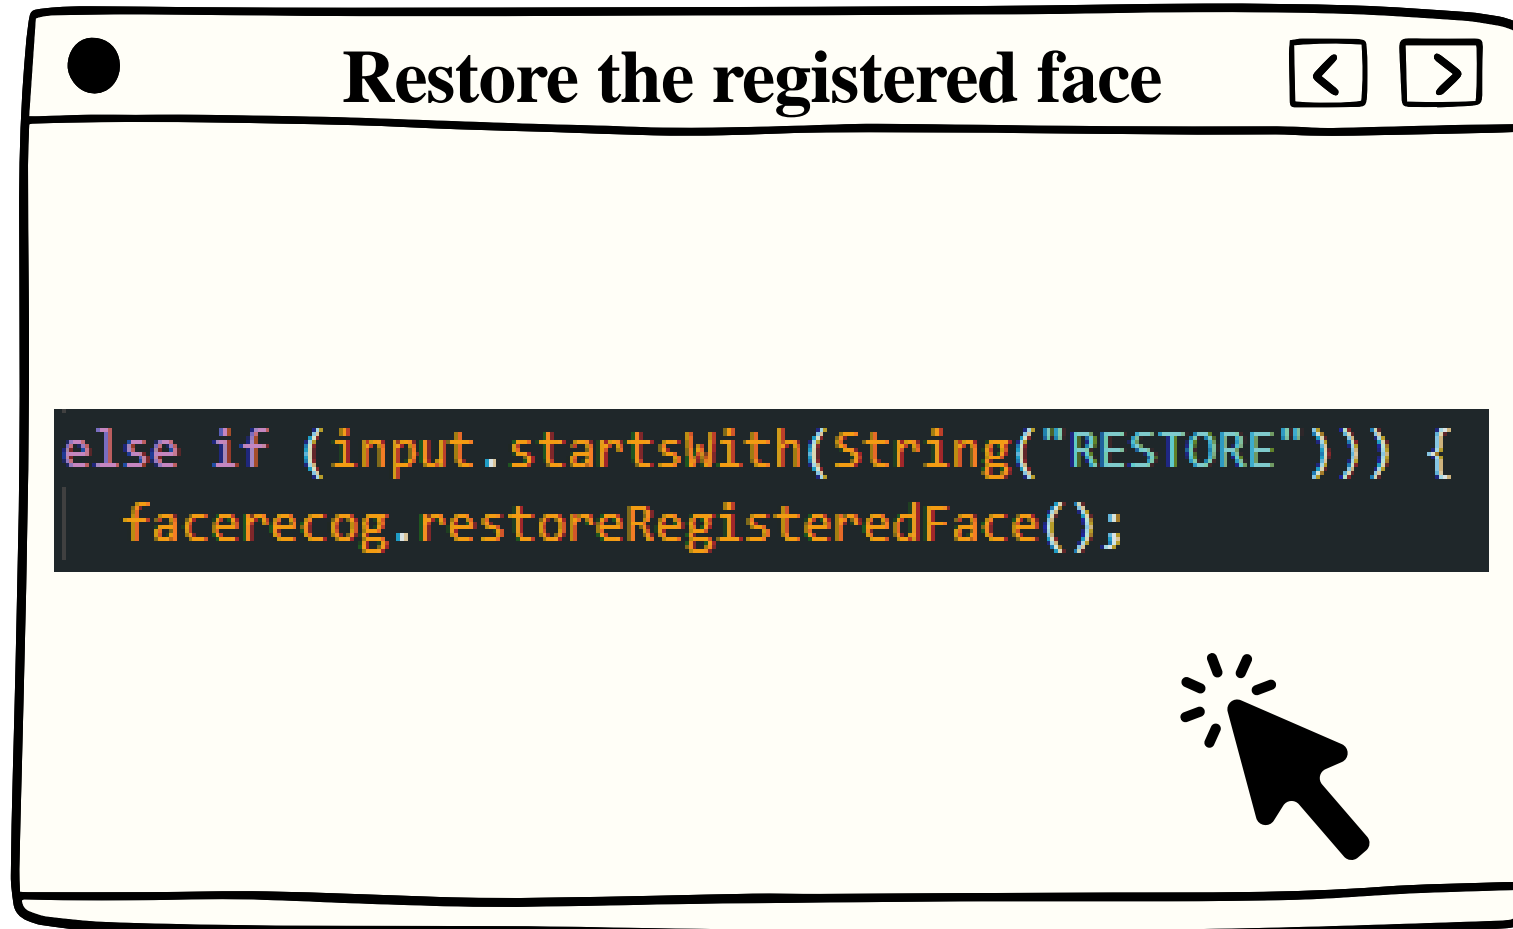 Restore the registered face
else if (input.startsWith(String("RESTORE"))) {
facerecog.restoreRegisteredFace();